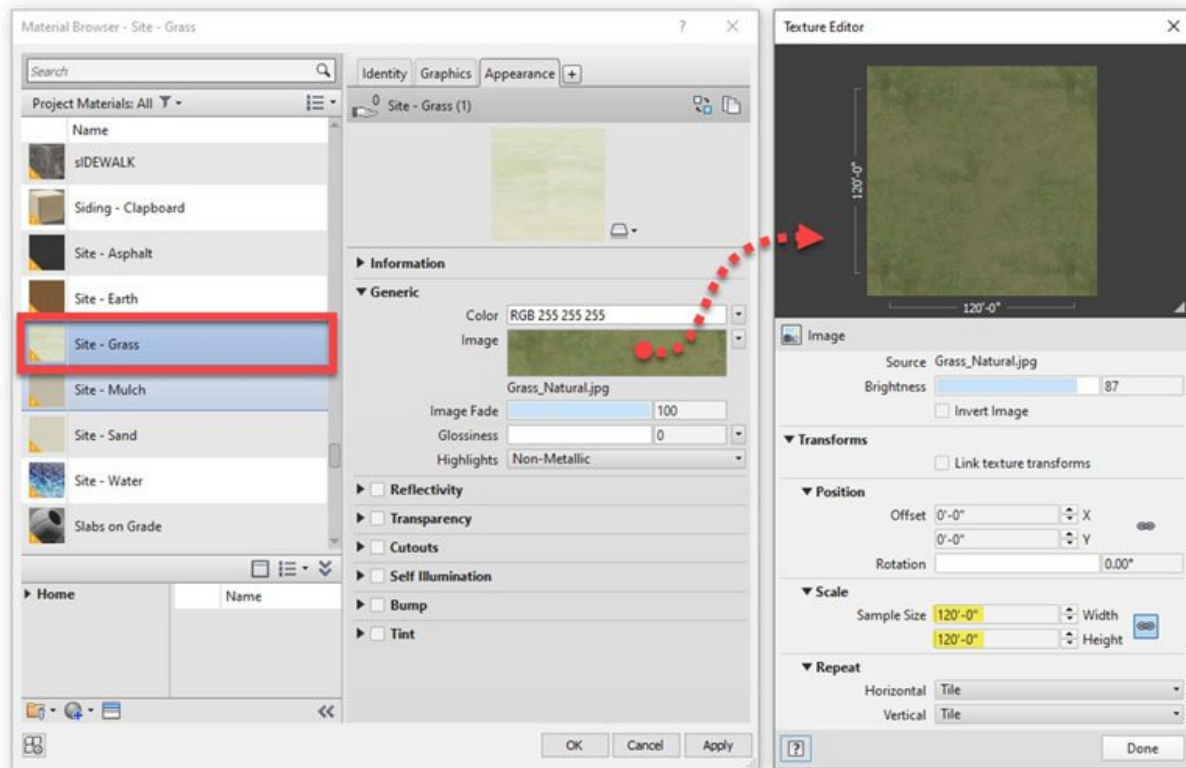 Material Browser - Site - Grass
?
Search
Project Materials: All
Name
sIDEWALK
Siding - Clapboard
Site - Asphalt
Site - Earth
Site - Grass
Site - Mulch
Site - Sand
Site - Water
Slabs on Grade
Home
Name
Identity
Graphics
Appearance
0
Site - Grass (1)
Information
Generic
Color RGB 255 255 255
Image
Grass_Natural.jpg
Image Fade 100
Glossiness 0
Highlights Non-Metallic
Reflectivity
Transparency
Cutouts
Self Illumination
Bump
Tint
OK
Cancel
Apply
Texture Editor
120'-0"
120'-0"
Image
Source Grass_Natural.jpg
Brightness 87
Invert Image
Transforms
Link texture transforms
Position
Offset 0'-0" X
0'-0" Y
Rotation 0.00°
Scale
Sample Size 120'-0" Width
120'-0" Height
Repeat
Horizontal Tile
Vertical Tile
?
Done